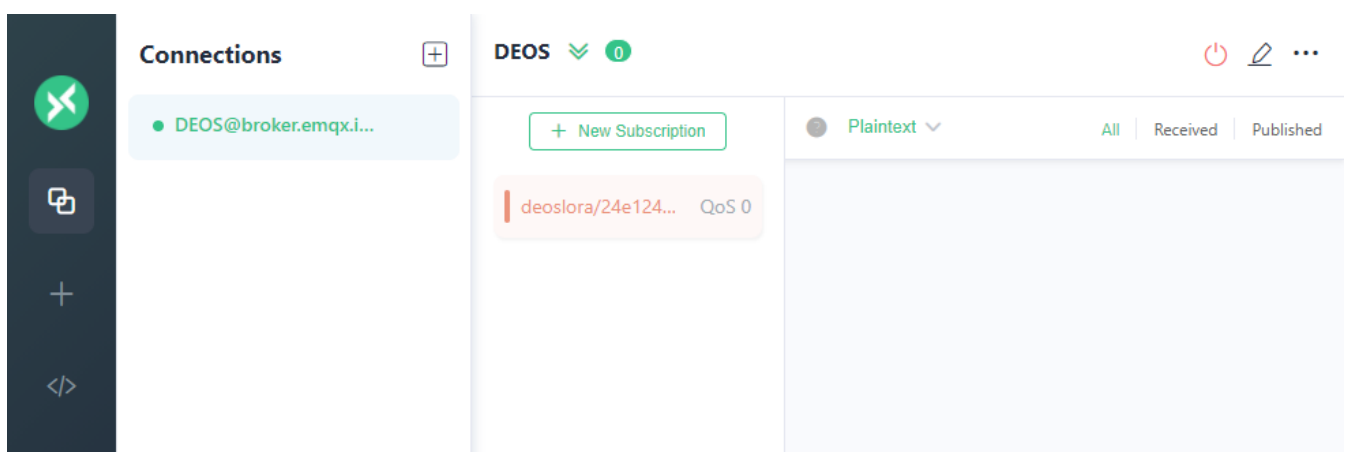 Connections
DEOS 0
DEOS@broker.emqx.i...
+ New Subscription
Plaintext
All Received Published
deoslora/24e124... QoS 0